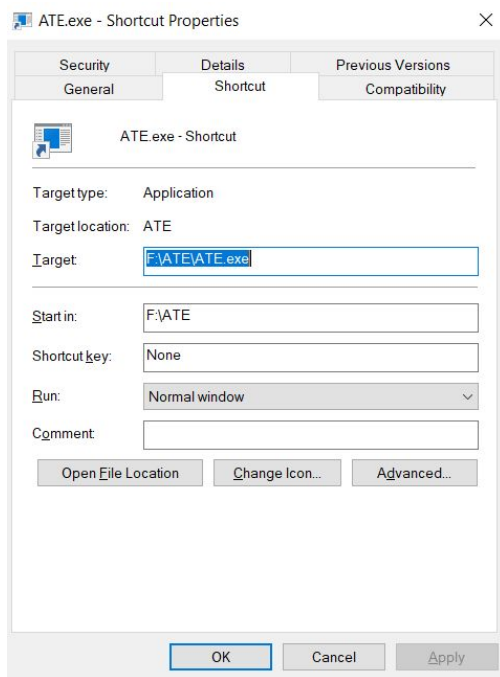 ATE.exe - Shortcut Properties
Security Details Previous Versions
General Shortcut Compatibility
ATE.exe - Shortcut
Target type: Application
Target location: ATE
Target: F:\ATE\ATE.exe
Start in: F:\ATE
Shortcut key: None
Run: Normal window
Comment:
Open File Location Change Icon... Advanced...
OK Cancel Apply